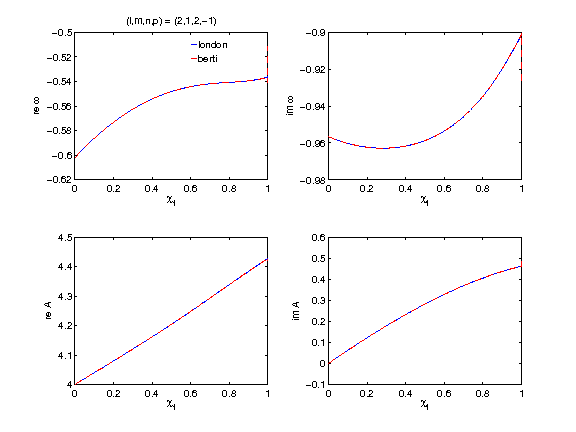 (l,m,n,p) = (2,1,2,−1)
−0.5
−0.52
−0.54
−0.56
−0.58
−0.6
−0.62
re ω
0 0.2 0.4 0.6 0.8 1
χf
london
berti
−0.9
−0.92
−0.94
−0.96
−0.98
im ω
0 0.2 0.4 0.6 0.8 1
χf
4.5
4.4
4.3
4.2
4.1
4
re A
0 0.2 0.4 0.6 0.8 1
χf
0.6
0.5
0.4
0.3
0.2
0.1
0
−0.1
im A
0 0.2 0.4 0.6 0.8 1
χf